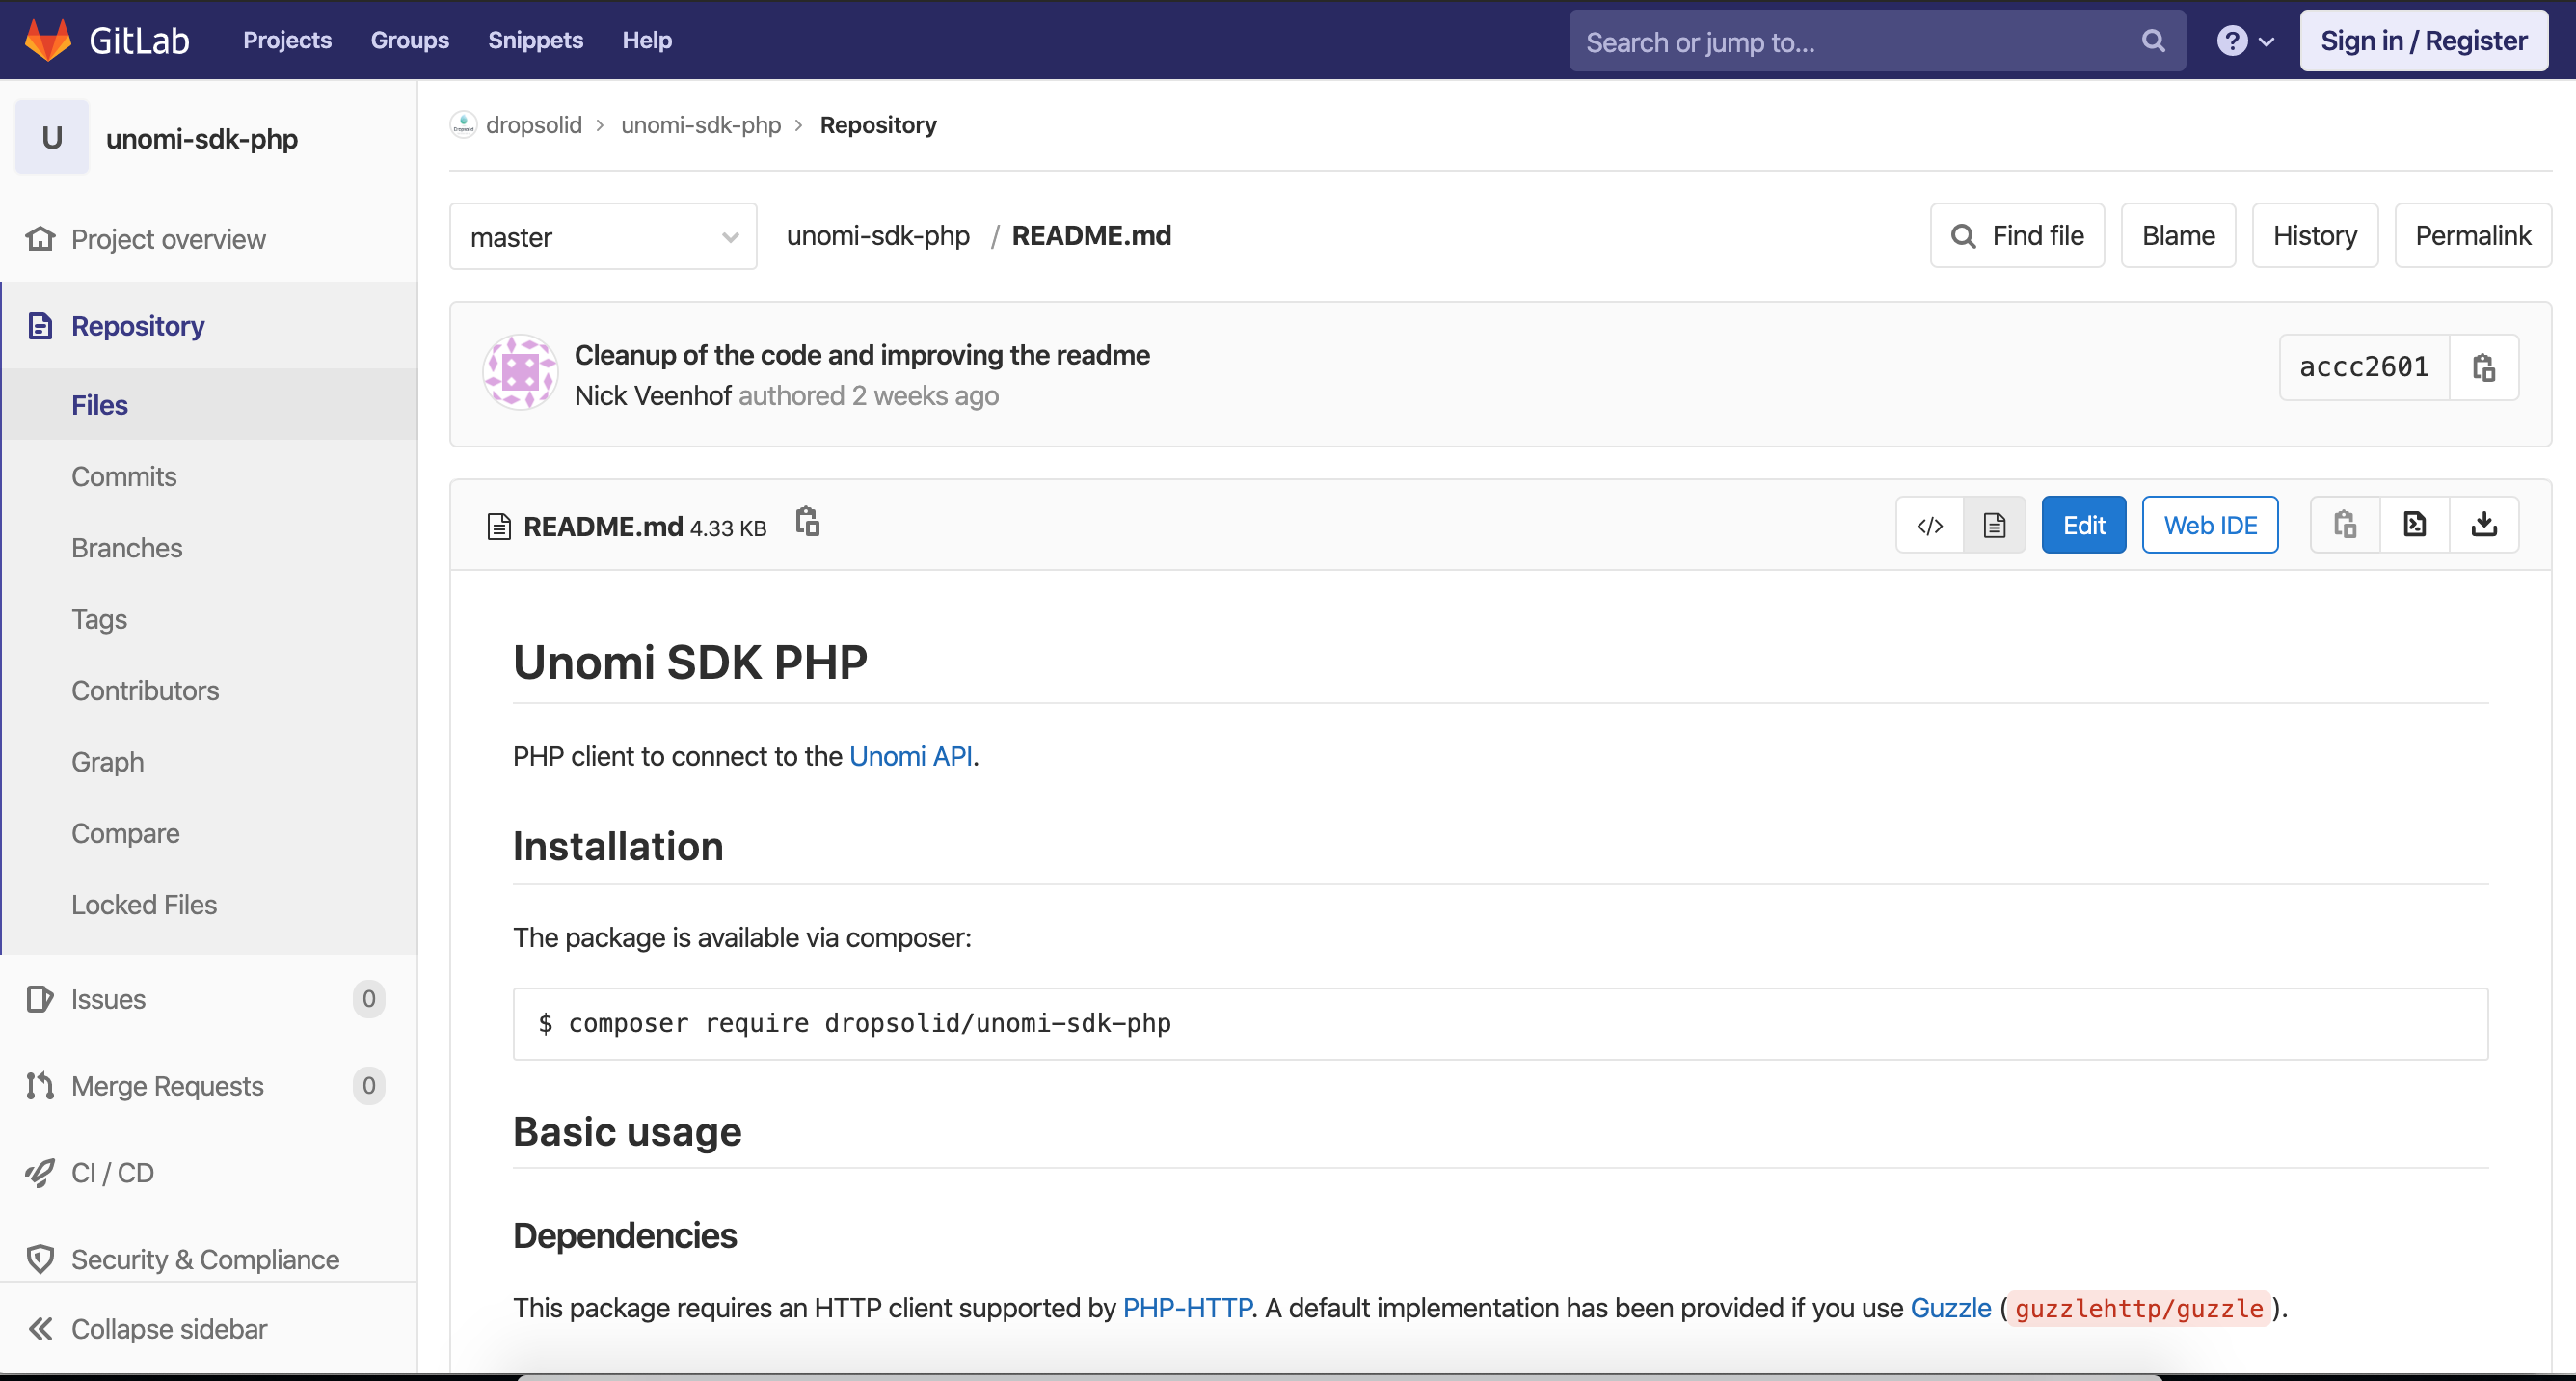 GitLab Projects Groups Snippets Help Search or jump to... ? Sign in / Register
U unomi-sdk-php
Project overview
Repository
Files
Commits
Branches
Tags
Contributors
Graph
Compare
Locked Files
Issues 0
Merge Requests 0
CI / CD
Security & Compliance
Collapse sidebar
dropsolid > unomi-sdk-php > Repository
master unomi-sdk-php / README.md Find file Blame History Permalink
Cleanup of the code and improving the readme
Nick Veenhof authored 2 weeks ago
accc2601
README.md 4.33 KB </> Edit Web IDE
Unomi SDK PHP
PHP client to connect to the Unomi API.
Installation
The package is available via composer:
$ composer require dropsolid/unomi-sdk-php
Basic usage
Dependencies
This package requires an HTTP client supported by PHP-HTTP. A default implementation has been provided if you use Guzzle (guzzlehttp/guzzle).